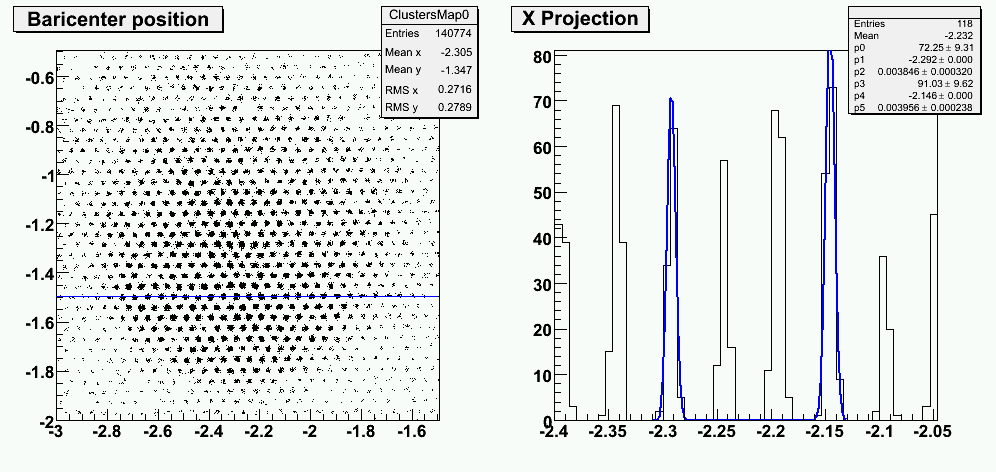 Baricenter position
ClustersMap0
Entries 140774
Mean x -2.305
Mean y -1.347
RMS x 0.2716
RMS y 0.2789
-0.6
-0.8
-1
-1.2
-1.4
-1.6
-1.8
-2
-3 -2.8 -2.6 -2.4 -2.2 -2 -1.8 -1.6
X Projection
Entries 118
Mean -2.232
p0 72.25 ± 9.31
p1 -2.292 ± 0.000
p2 0.003846 ± 0.000320
p3 91.03 ± 9.62
p4 -2.146 ± 0.000
p5 0.003956 ± 0.000238
80
70
60
50
40
30
20
10
0
-2.4 -2.35 -2.3 -2.25 -2.2 -2.15 -2.1 -2.05